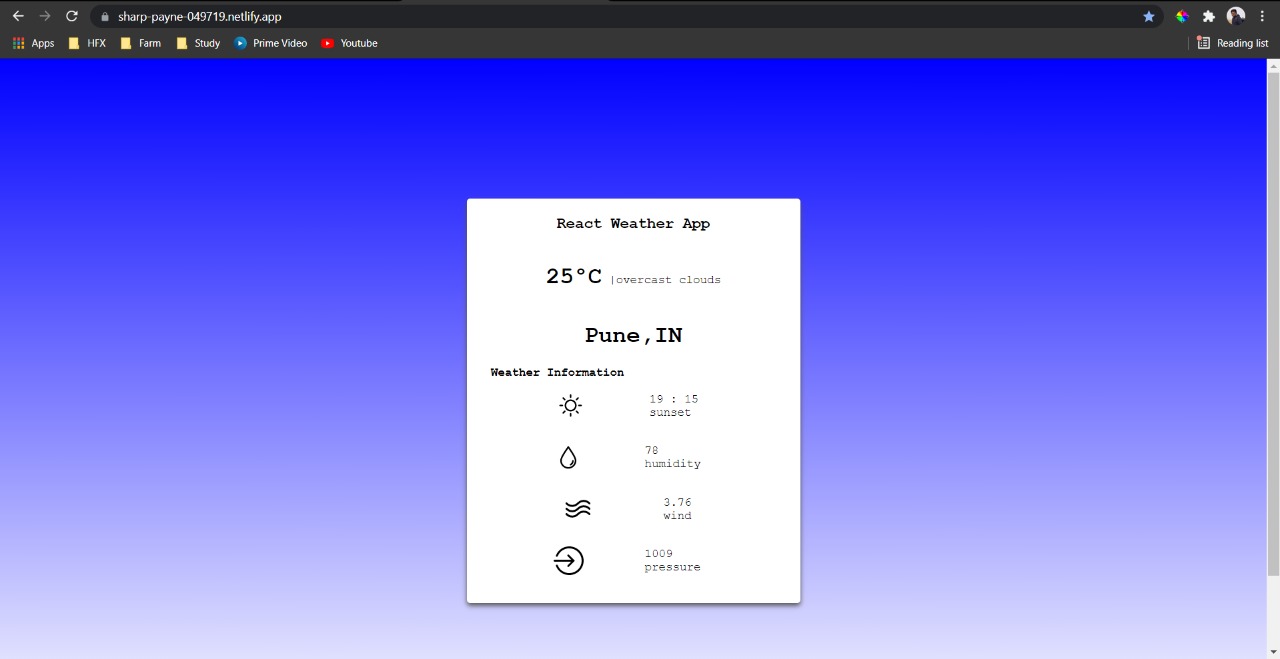 sharp-payne-049719.netlify.app
Apps HFX Farm Study Prime Video Youtube Reading list
React Weather App
25°C |overcast clouds
Pune,IN
Weather Information
19 : 15
sunset
78
humidity
3.76
wind
1009
pressure